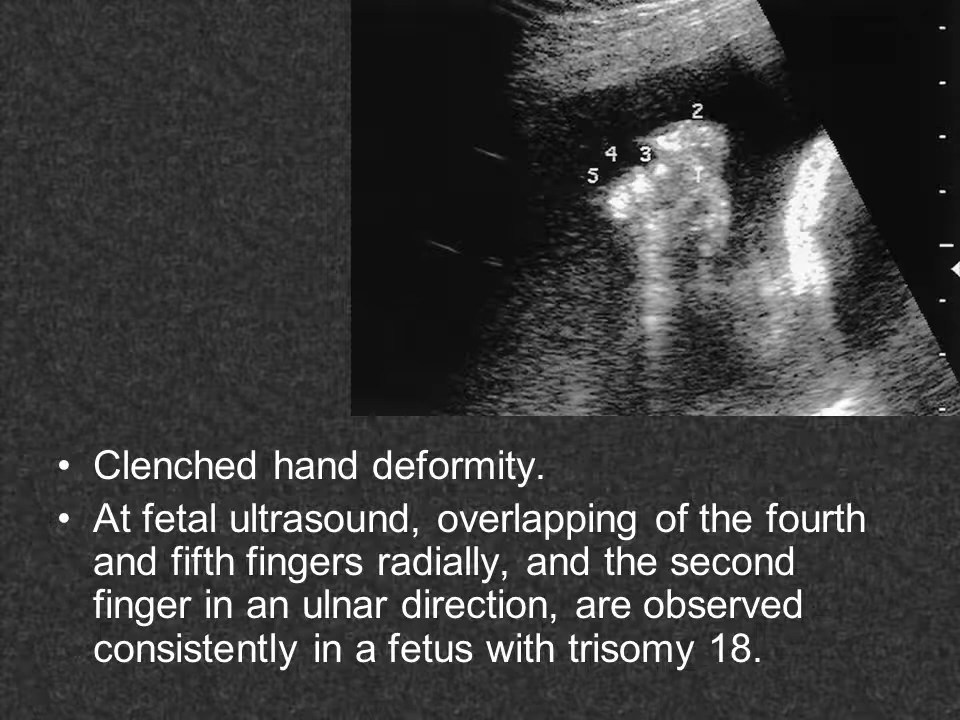 2
4 3
5 1
• Clenched hand deformity.
• At fetal ultrasound, overlapping of the fourth
and fifth fingers radially, and the second
finger in an ulnar direction, are observed
consistently in a fetus with trisomy 18.